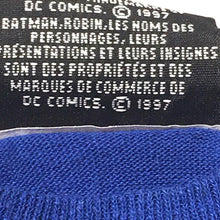 DC COMICS. © 1997
BATMAN, ROBIN, LES NOMS DES
PERSONNAGES, LEURS
REPRÉSENTATIONS ET LEURS INSIGNES
SONT DES PROPRIÉTÉS ET DES
MARQUES DE COMMERCE DE
DC COMICS. © 1997